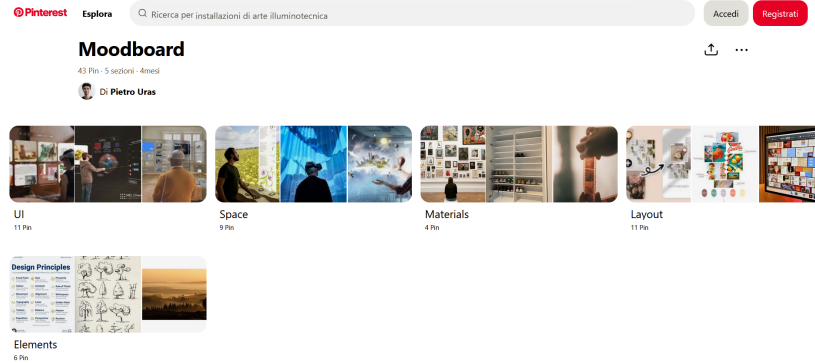 Pinterest
Esplora
Ricerca per installazioni di arte illuminotecnica
Accedi
Registrati
Moodboard
43 Pin · 5 sezioni · 4mesi
Di Pietro Uras
UI
11 Pin
Space
9 Pin
Materials
4 Pin
Layout
11 Pin
Design Principles
Elements
6 Pin